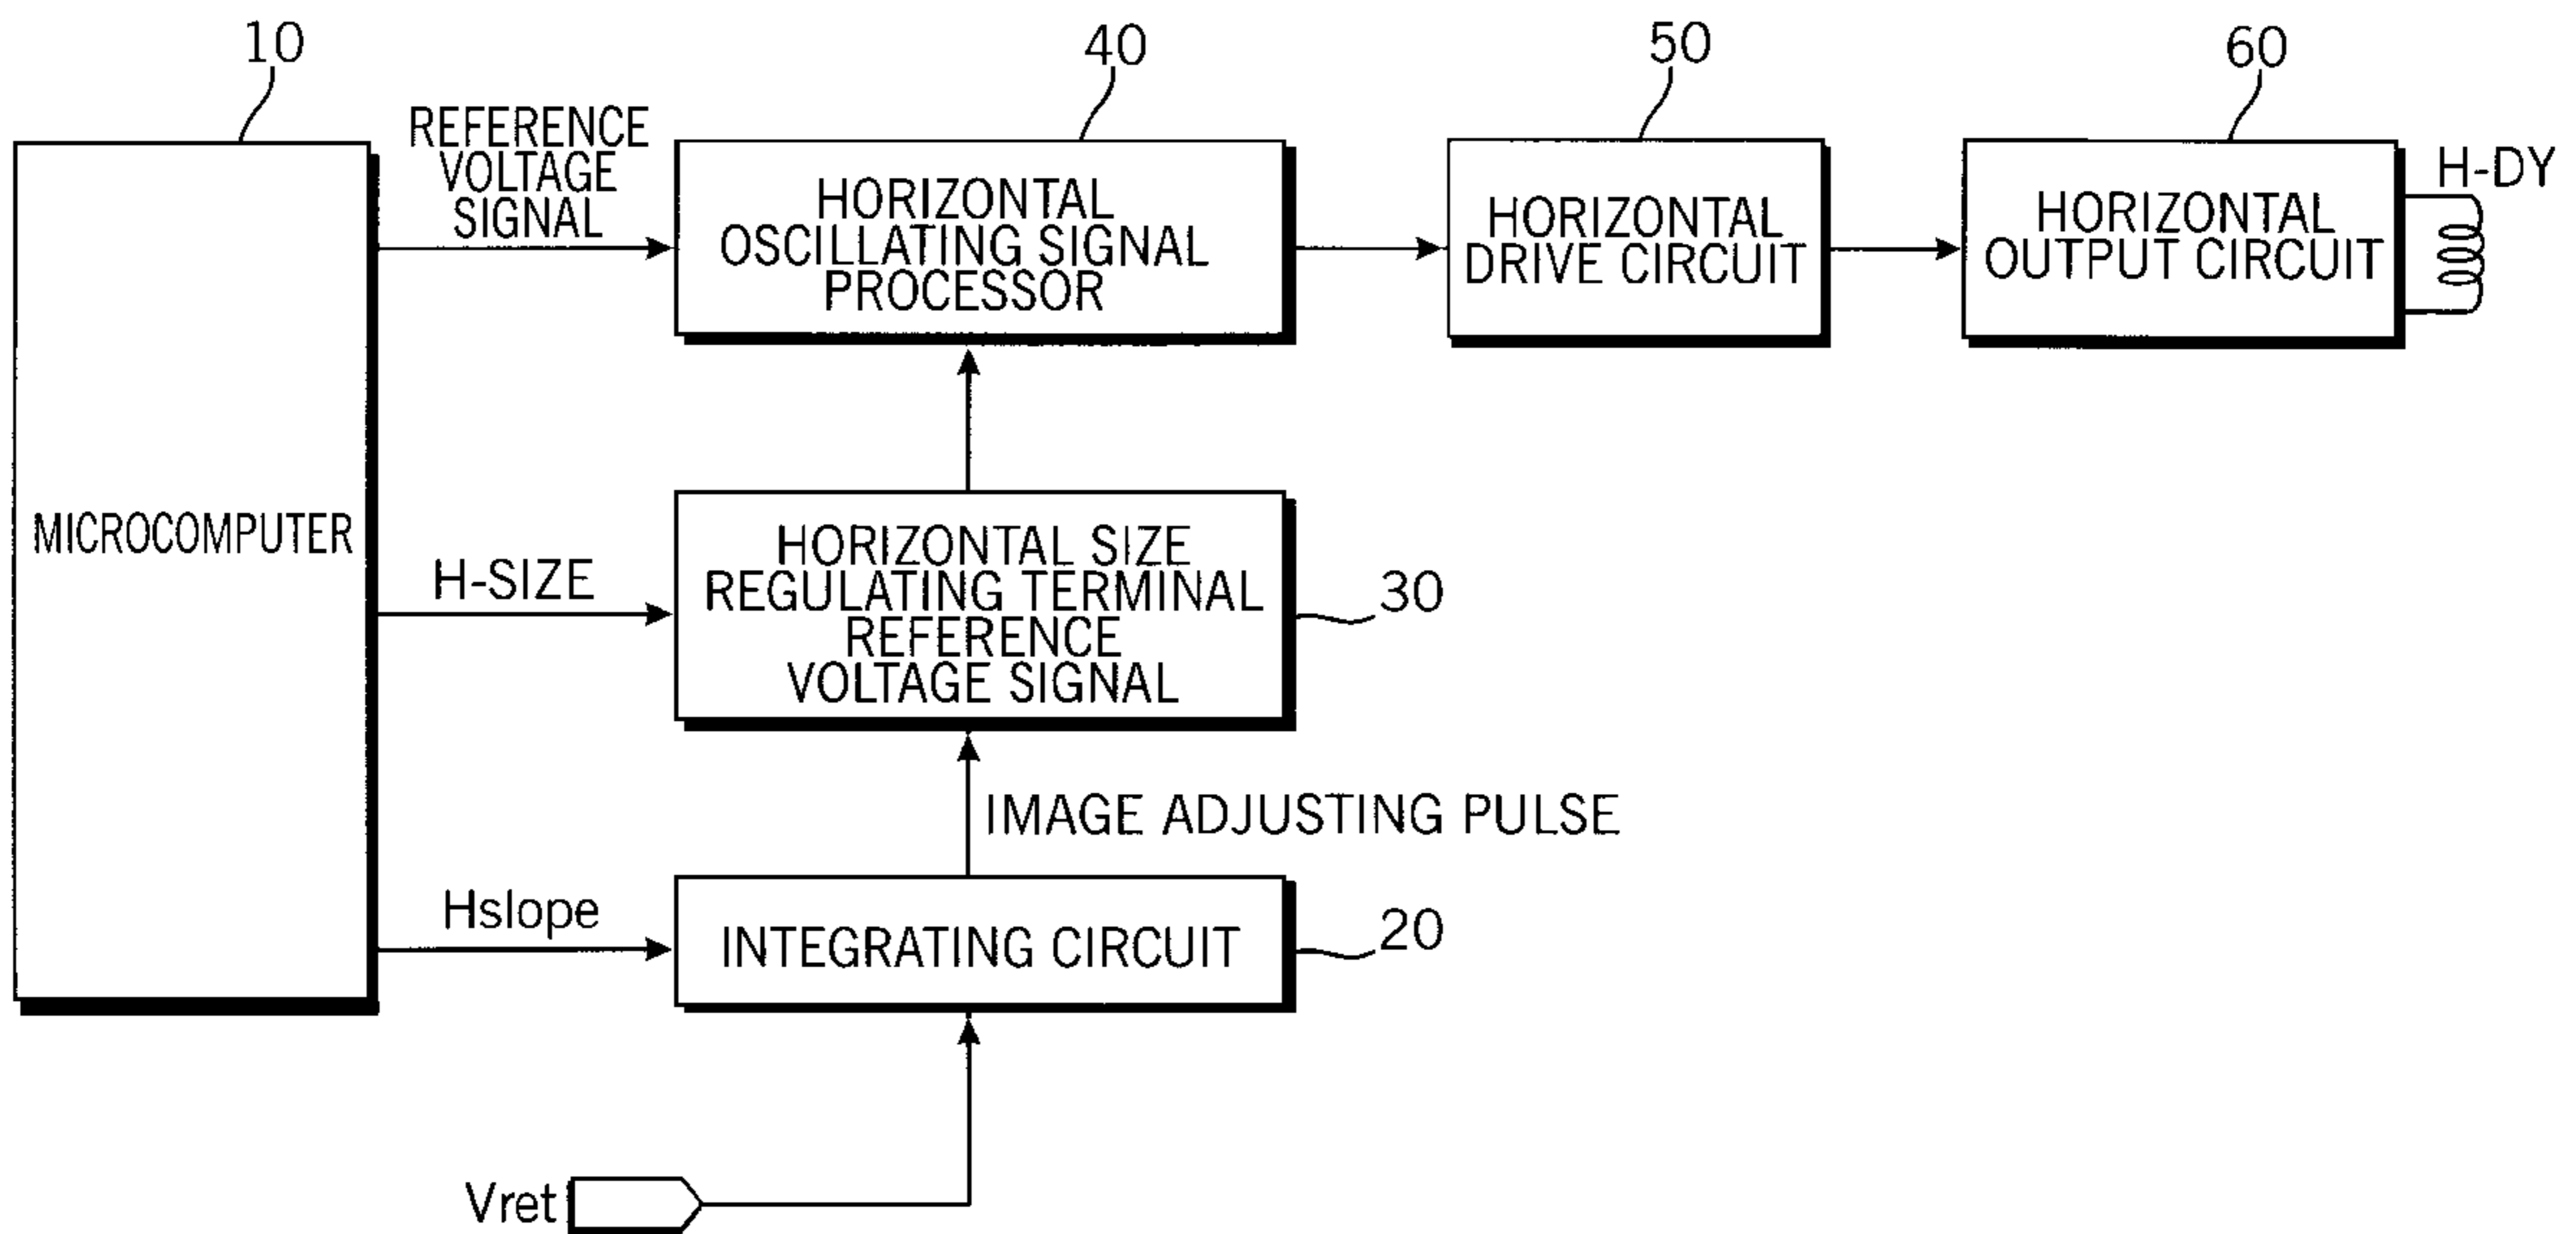 10
40
50
60
REFERENCE
VOLTAGE
SIGNAL
HORIZONTAL
OSCILLATING SIGNAL
PROCESSOR
HORIZONTAL
DRIVE CIRCUIT
HORIZONTAL
OUTPUT CIRCUIT
H-DY
MICROCOMPUTER
H-SIZE
HORIZONTAL SIZE
REGULATING TERMINAL
REFERENCE
VOLTAGE SIGNAL
30
IMAGE ADJUSTING PULSE
Hslope
INTEGRATING CIRCUIT
20
Vret